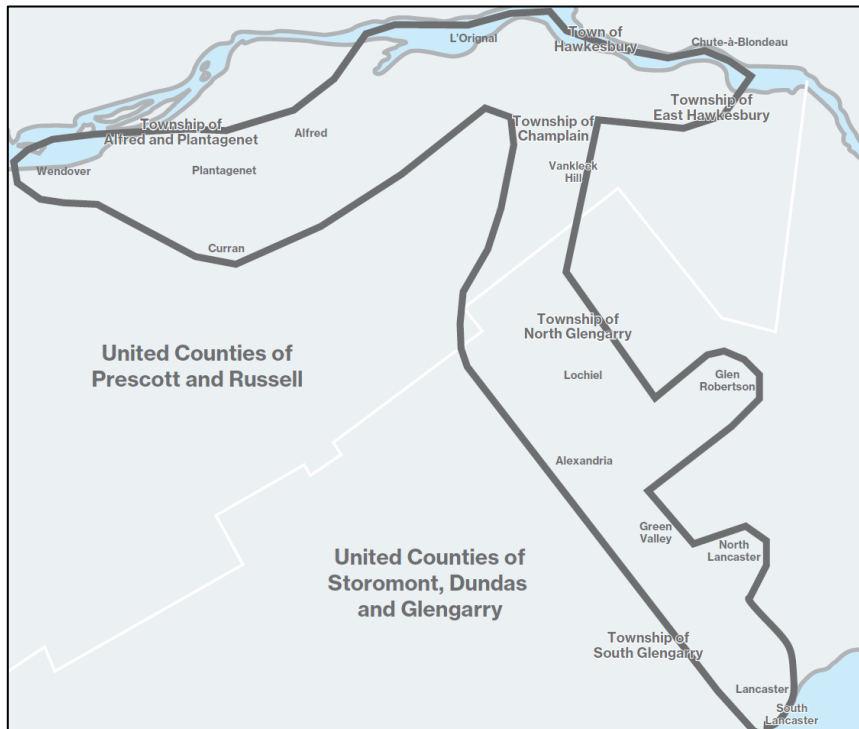 Town of
Hawkesbury
L'Orignal
Chute-à-Blondeau
Township of
East Hawkesbury
Township of
Alfred and Plantagenet
Alfred
Township of
Champlain
Wendover
Plantagenet
Vankleek
Hill
Curran
Township of
North Glengarry
United Counties of
Prescott and Russell
Lochiel
Glen
Robertson
Alexandria
Green
Valley
North
Lancaster
United Counties of
Storomont, Dundas
and Glengarry
Township of
South Glengarry
Lancaster
South
Lancaster